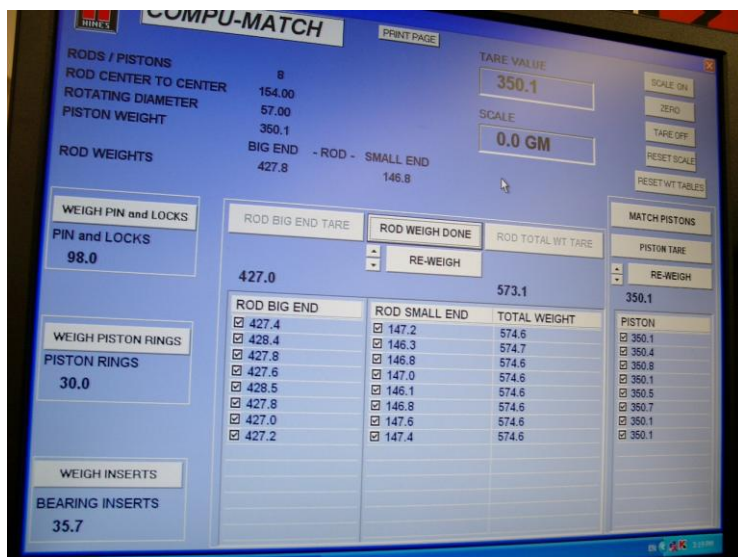 HINES
COMPU-MATCH
PRINT PAGE
RODS / PISTONS 8
ROD CENTER TO CENTER 154.00
ROTATING DIAMETER 57.00
PISTON WEIGHT 350.1
BIG END - ROD - SMALL END
ROD WEIGHTS 427.8 146.8
TARE VALUE
350.1
SCALE
0.0 GM
SCALE ON
ZERO
TARE OFF
RESET SCALE
RESET WT TABLES
WEIGH PIN and LOCKS
PIN and LOCKS
98.0
WEIGH PISTON RINGS
PISTON RINGS
30.0
WEIGH INSERTS
BEARING INSERTS
35.7
ROD BIG END TARE ROD WEIGH DONE ROD TOTAL WT TARE
RE-WEIGH
427.0 573.1
ROD BIG END ROD SMALL END TOTAL WEIGHT
427.4 147.2 574.6
428.4 146.3 574.7
427.8 146.8 574.6
427.6 147.0 574.6
428.5 146.1 574.6
427.8 146.8 574.6
427.0 147.6 574.6
427.2 147.4 574.6
MATCH PISTONS
PISTON TARE
RE-WEIGH
350.1
PISTON
350.1
350.4
350.8
350.1
350.5
350.7
350.1
350.1